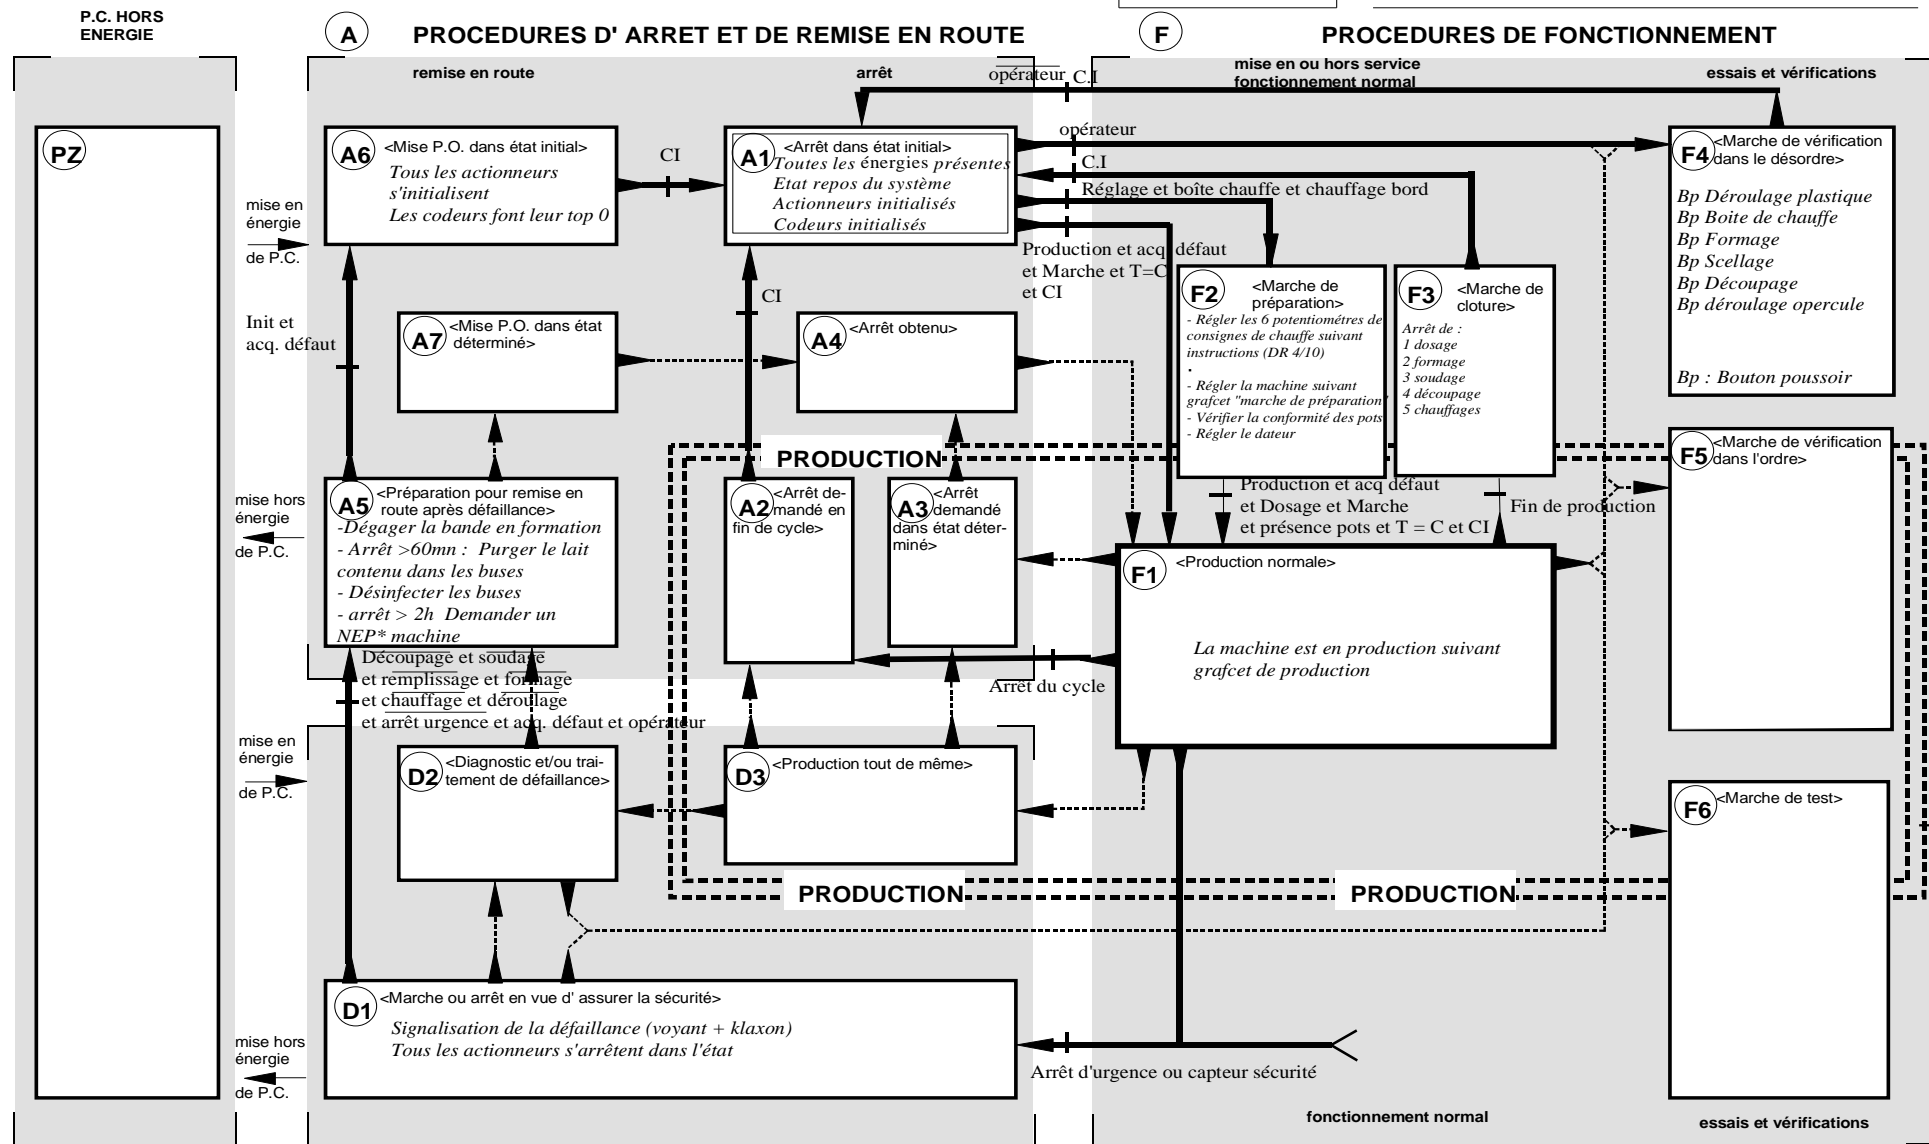 P.C. HORS
ENERGIE
A
PROCEDURES D' ARRET ET DE REMISE EN ROUTE
F
PROCEDURES DE FONCTIONNEMENT
remise en route
arrêt
opérateur C.I
mise en ou hors service
fonctionnement normal
essais et vérifications
PZ
mise en
énergie
de P.C.
A6
<Mise P.O. dans état initial>
Tous les actionneurs
s'initialisent
Les codeurs font leur top 0
CI
A1
<Arrêt dans état initial>
Toutes les énergies présentes
Etat repos du système
Actionneurs initialisés
Codeurs initialisés
opérateur
C.I
Réglage et boîte chauffe et chauffage bord
Production et acq. défaut
et Marche et T=C
et CI
F4
<Marche de vérification
dans le désordre>
Bp Déroulage plastique
Bp Boite de chauffe
Bp Formage
Bp Scellage
Bp Découpage
Bp déroulage opercule
Bp : Bouton poussoir
Init et
acq. défaut
A7
<Mise P.O. dans état
déterminé>
CI
A4
<Arrêt obtenu>
F2
<Marche de
préparation>
- Régler les 6 potentiométres de
consignes de chauffe suivant
instructions (DR 4/10)
.
- Régler la machine suivant
grafcet "marche de préparation"
- Vérifier la conformité des pots
- Régler le dateur
F3
<Marche de
cloture>
Arrêt de :
1 dosage
2 formage
3 soudage
4 découpage
5 chauffages
PRODUCTION
F5
<Marche de vérification
dans l'ordre>
mise hors
énergie
de P.C.
A5
<Préparation pour remise en
route après défaillance>
-Dégager la bande en formation
- Arrêt >60mn :  Purger le lait
contenu dans les buses
- Désinfecter les buses
- arrêt > 2h  Demander un
NEP* machine
A2
<Arrêt de-
mandé en
fin de cycle>
A3
<Arrêt
demandé
dans état déter-
miné>
Production et acq défaut
et Dosage et Marche
et présence pots et T = C et CI
Fin de production
F1
<Production normale>
La machine est en production suivant
grafcet de production
Découpage et soudage
et remplissage et formage
et chauffage et déroulage
et arrêt urgence et acq. défaut et opérateur
Arrêt du cycle
mise en
énergie
de P.C.
D2
<Diagnostic et/ou trai-
tement de défaillance>
D3
<Production tout de même>
F6
<Marche de test>
PRODUCTION
PRODUCTION
D1
<Marche ou arrêt en vue d' assurer la sécurité>
Signalisation de la défaillance (voyant + klaxon)
Tous les actionneurs s'arrêtent dans l'état
mise hors
énergie
de P.C.
Arrêt d'urgence ou capteur sécurité
fonctionnement normal
essais et vérifications